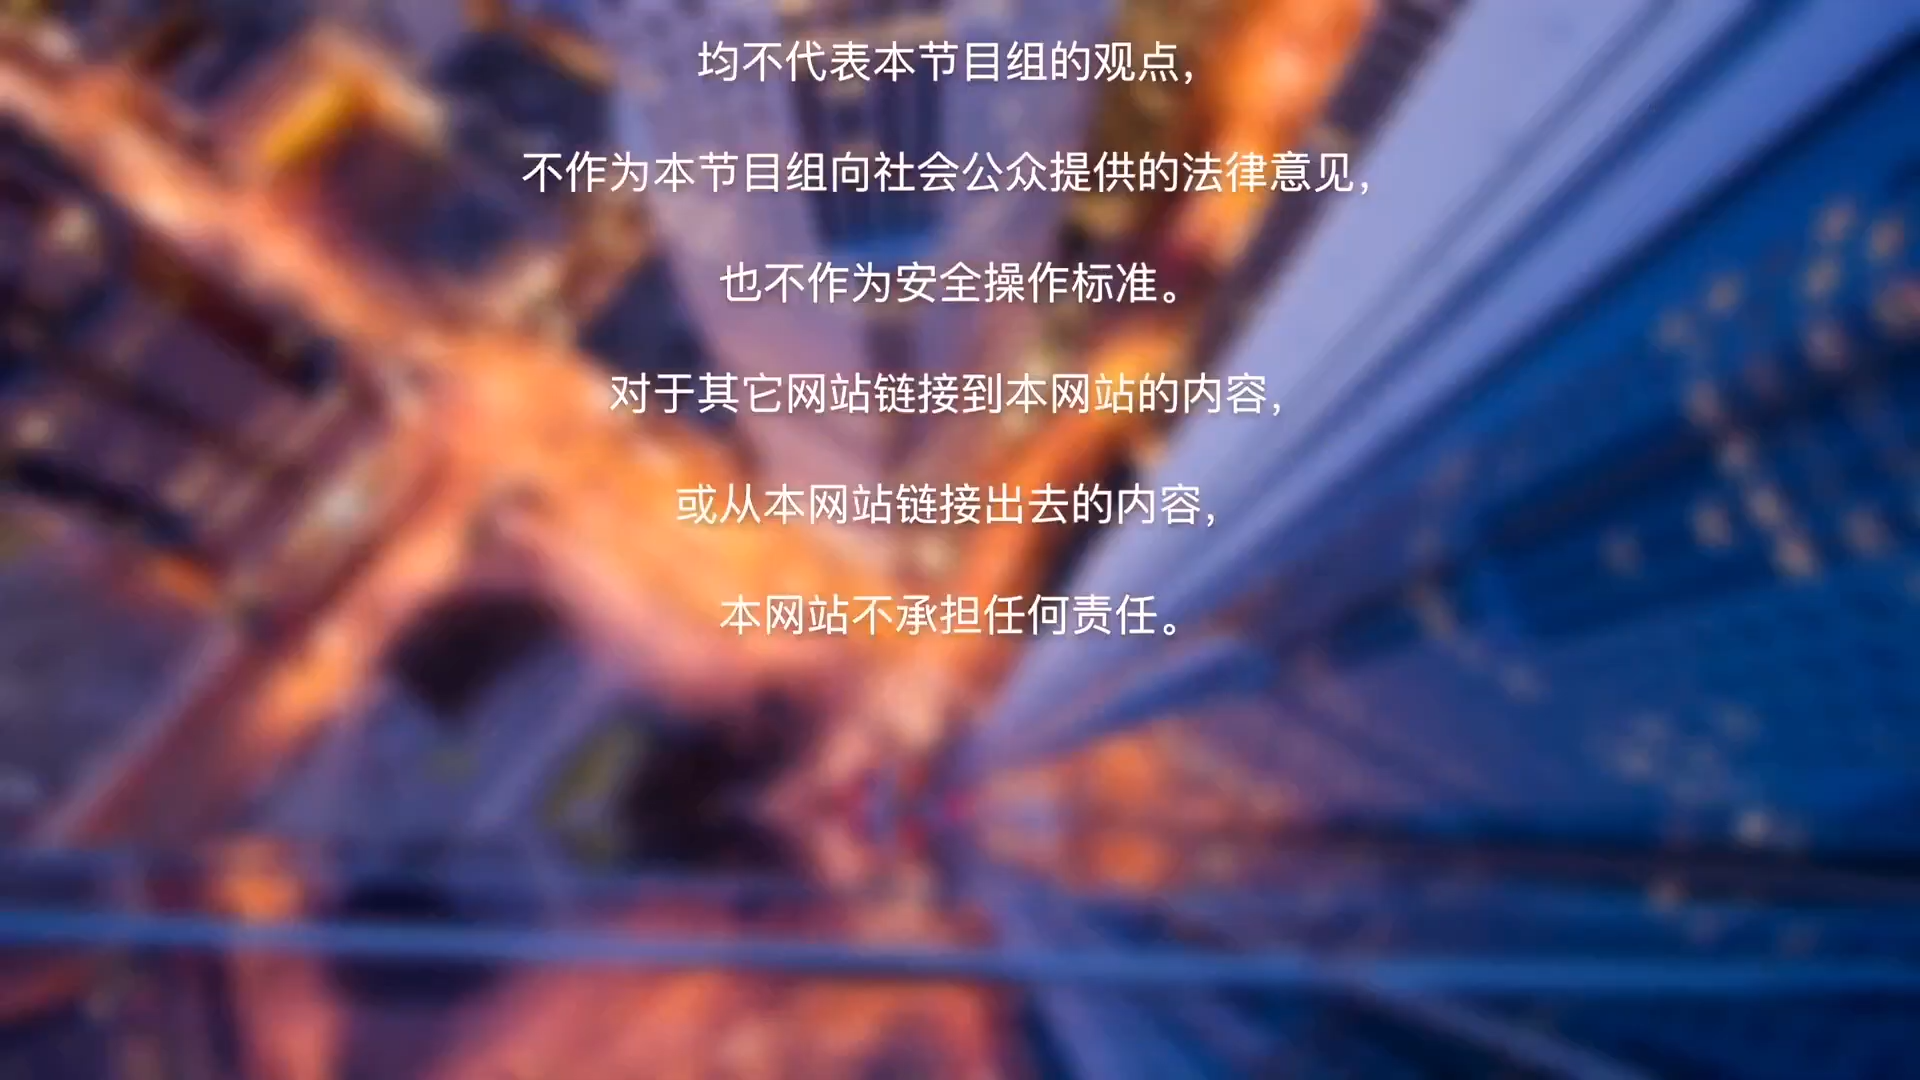 均不代表本节目组的观点，
不作为本节目组向社会公众提供的法律意见，
也不作为安全操作标准。
对于其它网站链接到本网站的内容，
或从本网站链接出去的内容，
本网站不承担任何责任。